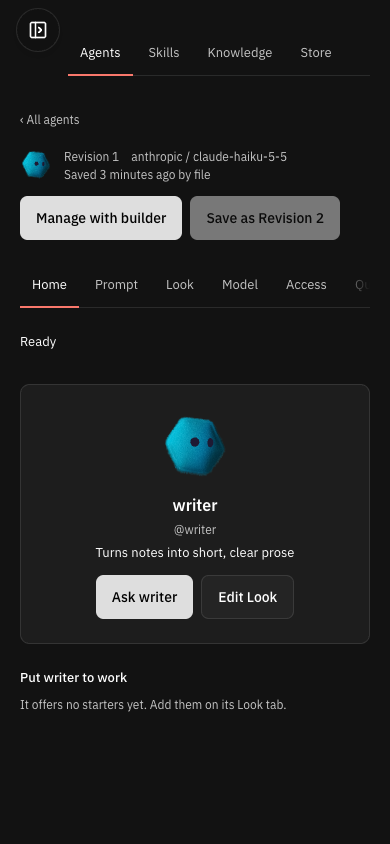 Agents Skills Knowledge Store
‹ All agents
Revision 1 anthropic / claude-haiku-5-5
Saved 3 minutes ago by file
Manage with builder Save as Revision 2
Home Prompt Look Model Access
Ready
writer
@writer
Turns notes into short, clear prose
Ask writer Edit Look
Put writer to work
It offers no starters yet. Add them on its Look tab.